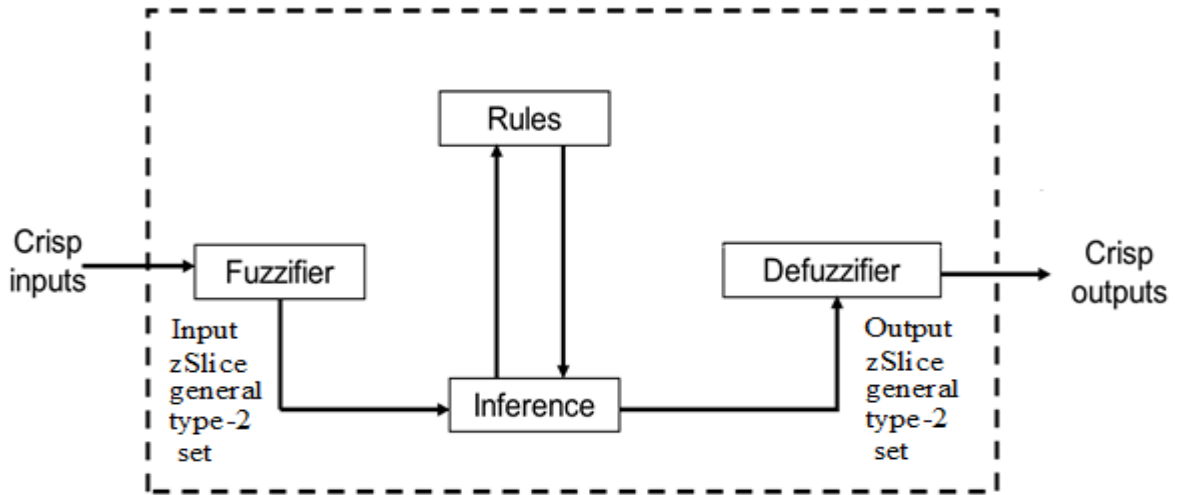 Rules
Crisp
inputs
Fuzzifier
Defuzzifier
Crisp
outputs
Input
zSlice
general
type-2
set
Output
zSlice
general
type-2
set
Inference